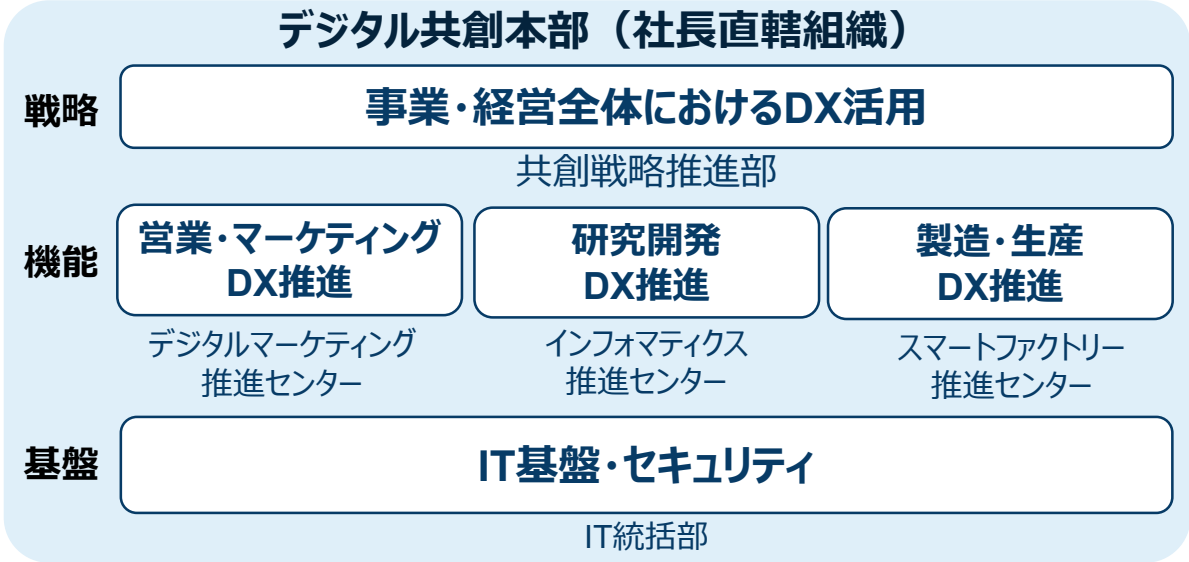 デジタル共創本部（社長直轄組織）
戦略
事業・経営全体におけるDX活用
共創戦略推進部
機能
営業・マーケティング
DX推進
研究開発
DX推進
製造・生産
DX推進
デジタルマーケティング
推進センター
インフォマティクス
推進センター
スマートファクトリー
推進センター
基盤
IT基盤・セキュリティ
IT統括部